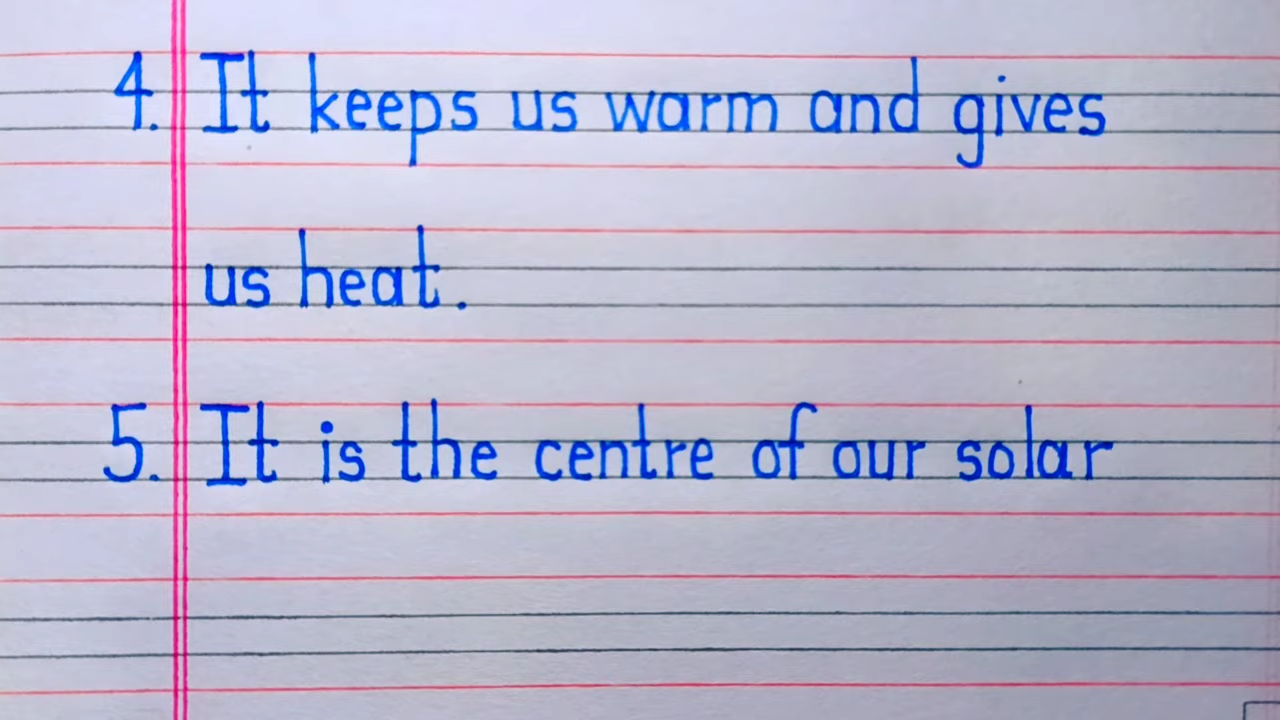 4. It keeps us warm and gives
us heat.
5. It is the centre of our solar